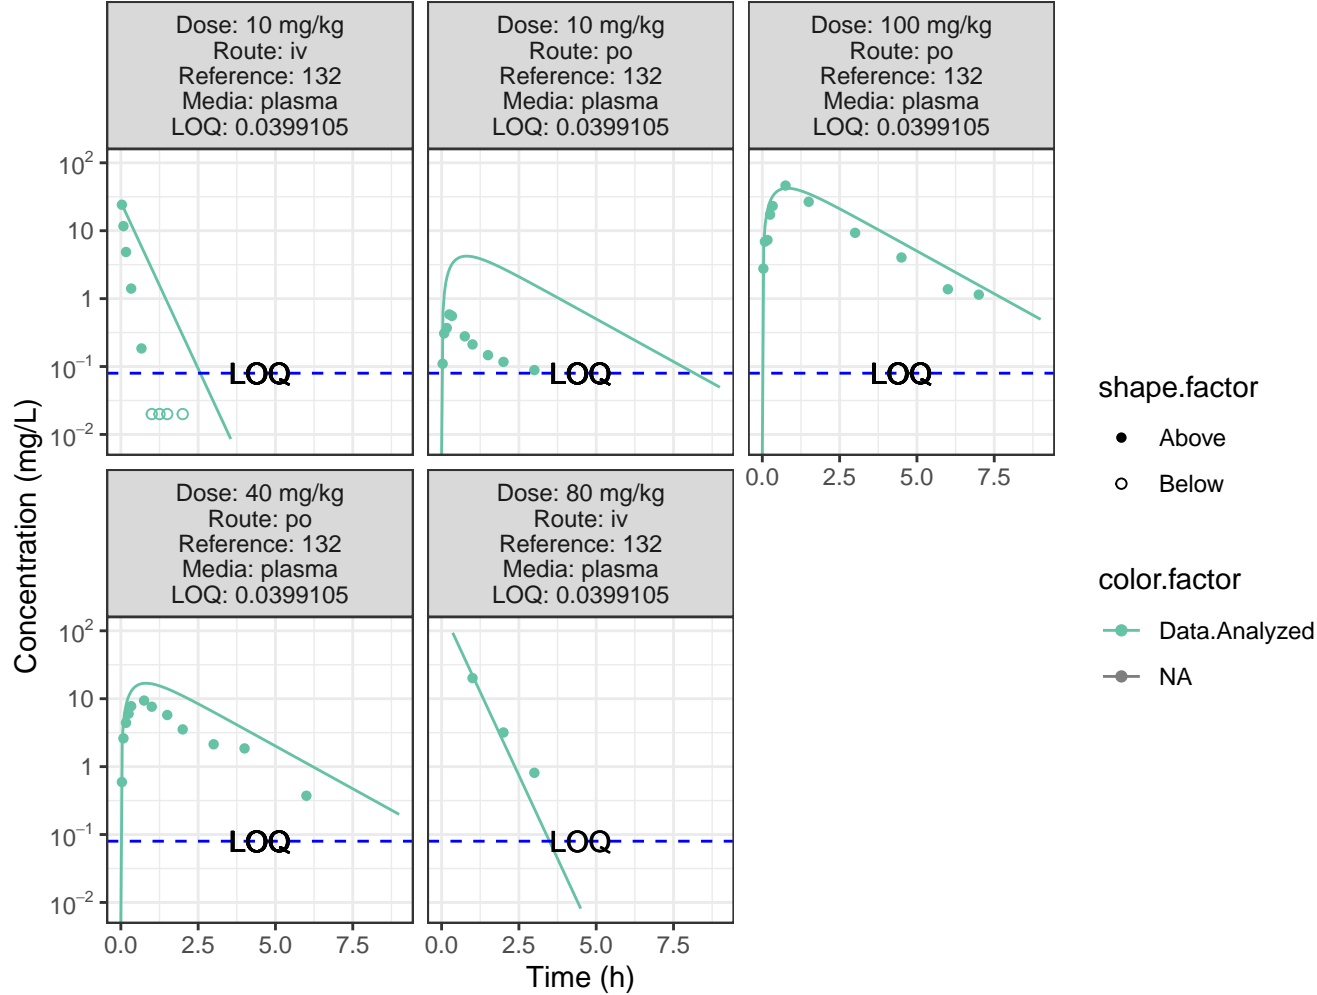 Dose: 10 mg/kg
Route: iv
Reference: 132
Media: plasma
LOQ: 0.0399105
Dose: 10 mg/kg
Route: po
Reference: 132
Media: plasma
LOQ: 0.0399105
Dose: 100 mg/kg
Route: po
Reference: 132
Media: plasma
LOQ: 0.0399105
10²
10
1
10⁻¹
10⁻²
LOQ
LOQ
LOQ
0.0 2.5 5.0 7.5
Dose: 40 mg/kg
Route: po
Reference: 132
Media: plasma
LOQ: 0.0399105
Dose: 80 mg/kg
Route: iv
Reference: 132
Media: plasma
LOQ: 0.0399105
10²
10
1
10⁻¹
10⁻²
LOQ
LOQ
0.0 2.5 5.0 7.5
0.0 2.5 5.0 7.5
Time (h)
Concentration (mg/L)
shape.factor
Above
Below
color.factor
Data.Analyzed
NA